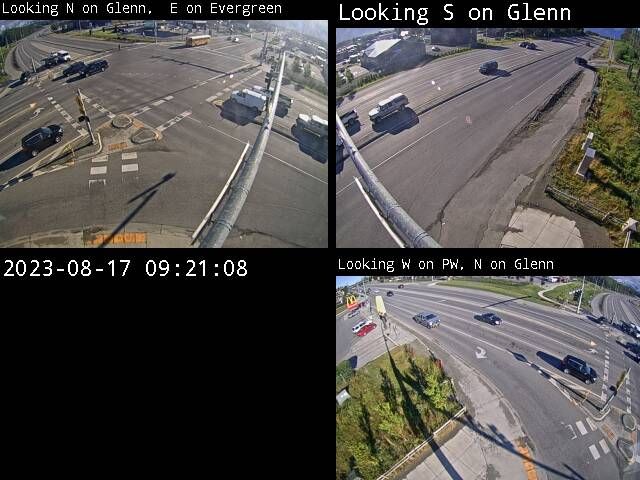 Looking N on Glenn,  E on Evergreen
Looking S on Glenn
2023-08-17 09:21:08
Looking W on PW, N on Glenn